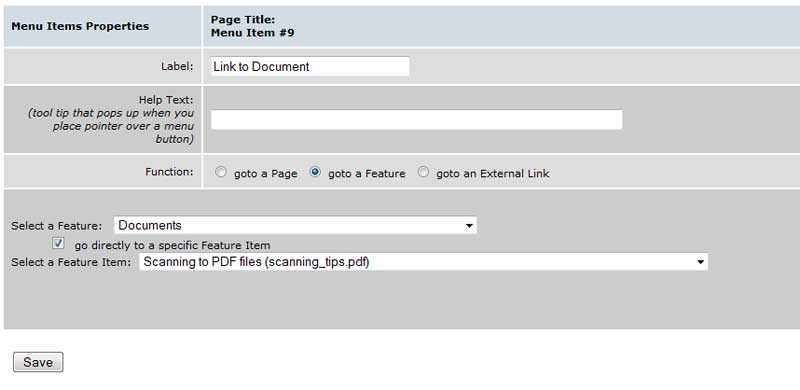 Menu Items Properties
Page Title:
Menu Item #9
Label:
Link to Document
Help Text:
(tool tip that pops up when you
place pointer over a menu
button)
Function:
goto a Page
goto a Feature
goto an External Link
Select a Feature:
Documents
go directly to a specific Feature Item
Select a Feature Item:
Scanning to PDF files (scanning_tips.pdf)
Save